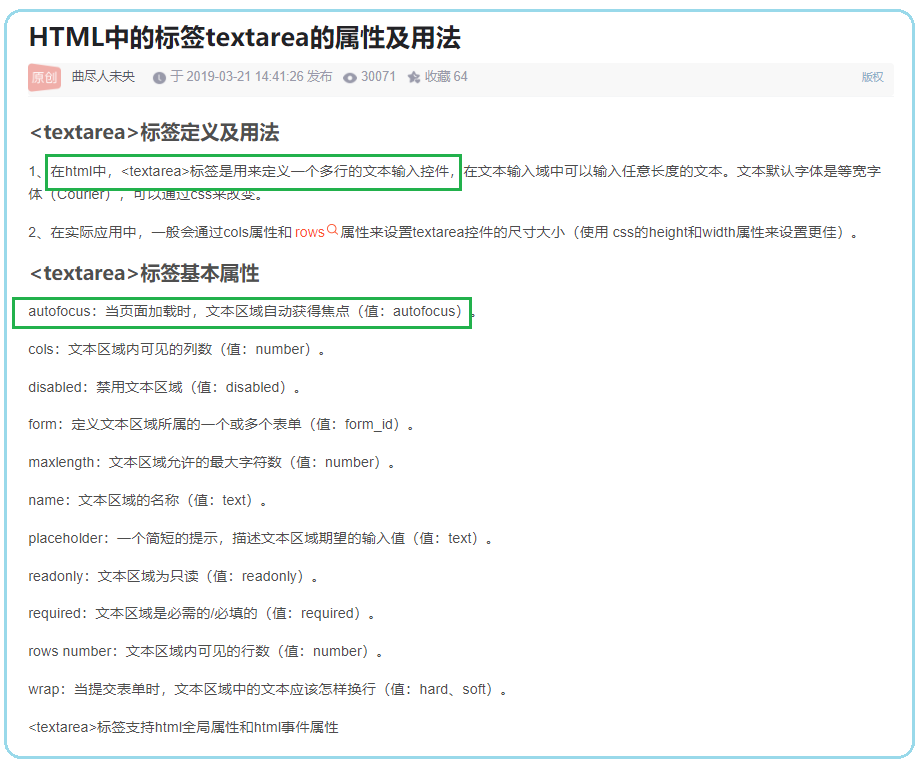 HTML中的标签textarea的属性及用法
原创 曲尽人未央 于 2019-03-21 14:41:26 发布 30071 收藏 64 版权
<textarea>标签定义及用法
1、在html中，<textarea>标签是用来定义一个多行的文本输入控件，在文本输入域中可以输入任意长度的文本。文本默认字体是等宽字
体（Courier），可以通过css来改变。
2、在实际应用中，一般会通过cols属性和 rows 属性来设置textarea控件的尺寸大小（使用 css的height和width属性来设置更佳）。
<textarea>标签基本属性
autofocus：当页面加载时，文本区域自动获得焦点（值：autofocus）。
cols：文本区域内可见的列数（值：number）。
disabled：禁用文本区域（值：disabled）。
form：定义文本区域所属的一个或多个表单（值：form_id）。
maxlength：文本区域允许的最大字符数（值：number）。
name：文本区域的名称（值：text）。
placeholder：一个简短的提示，描述文本区域期望的输入值（值：text）。
readonly：文本区域为只读（值：readonly）。
required：文本区域是必需的/必填的（值：required）。
rows number：文本区域内可见的行数（值：number）。
wrap：当提交表单时，文本区域中的文本应该怎样换行（值：hard、soft）。
<textarea>标签支持html全局属性和html事件属性